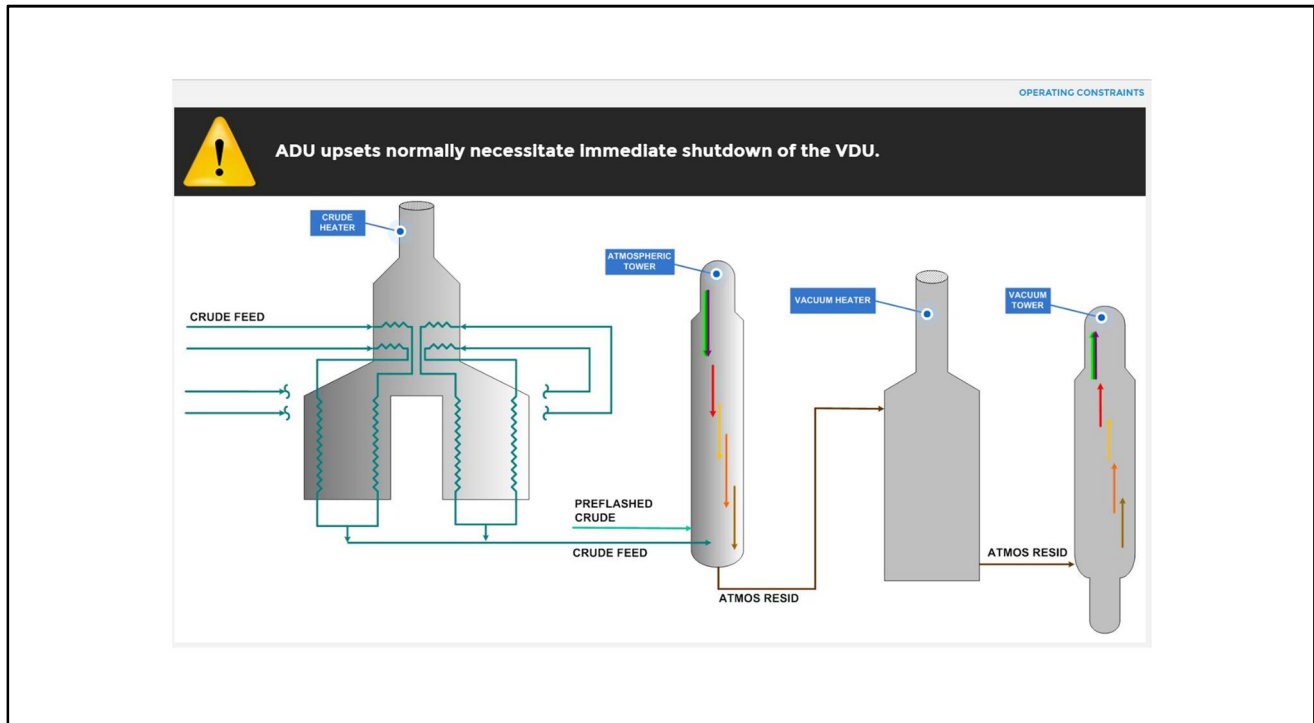 OPERATING CONSTRAINTS
ADU upsets normally necessitate immediate shutdown of the VDU.
CRUDE
HEATER
ATMOSPHERIC
TOWER
VACUUM HEATER
VACUUM
TOWER
CRUDE FEED
PREFLASHED
CRUDE
CRUDE FEED
ATMOS RESID
ATMOS RESID